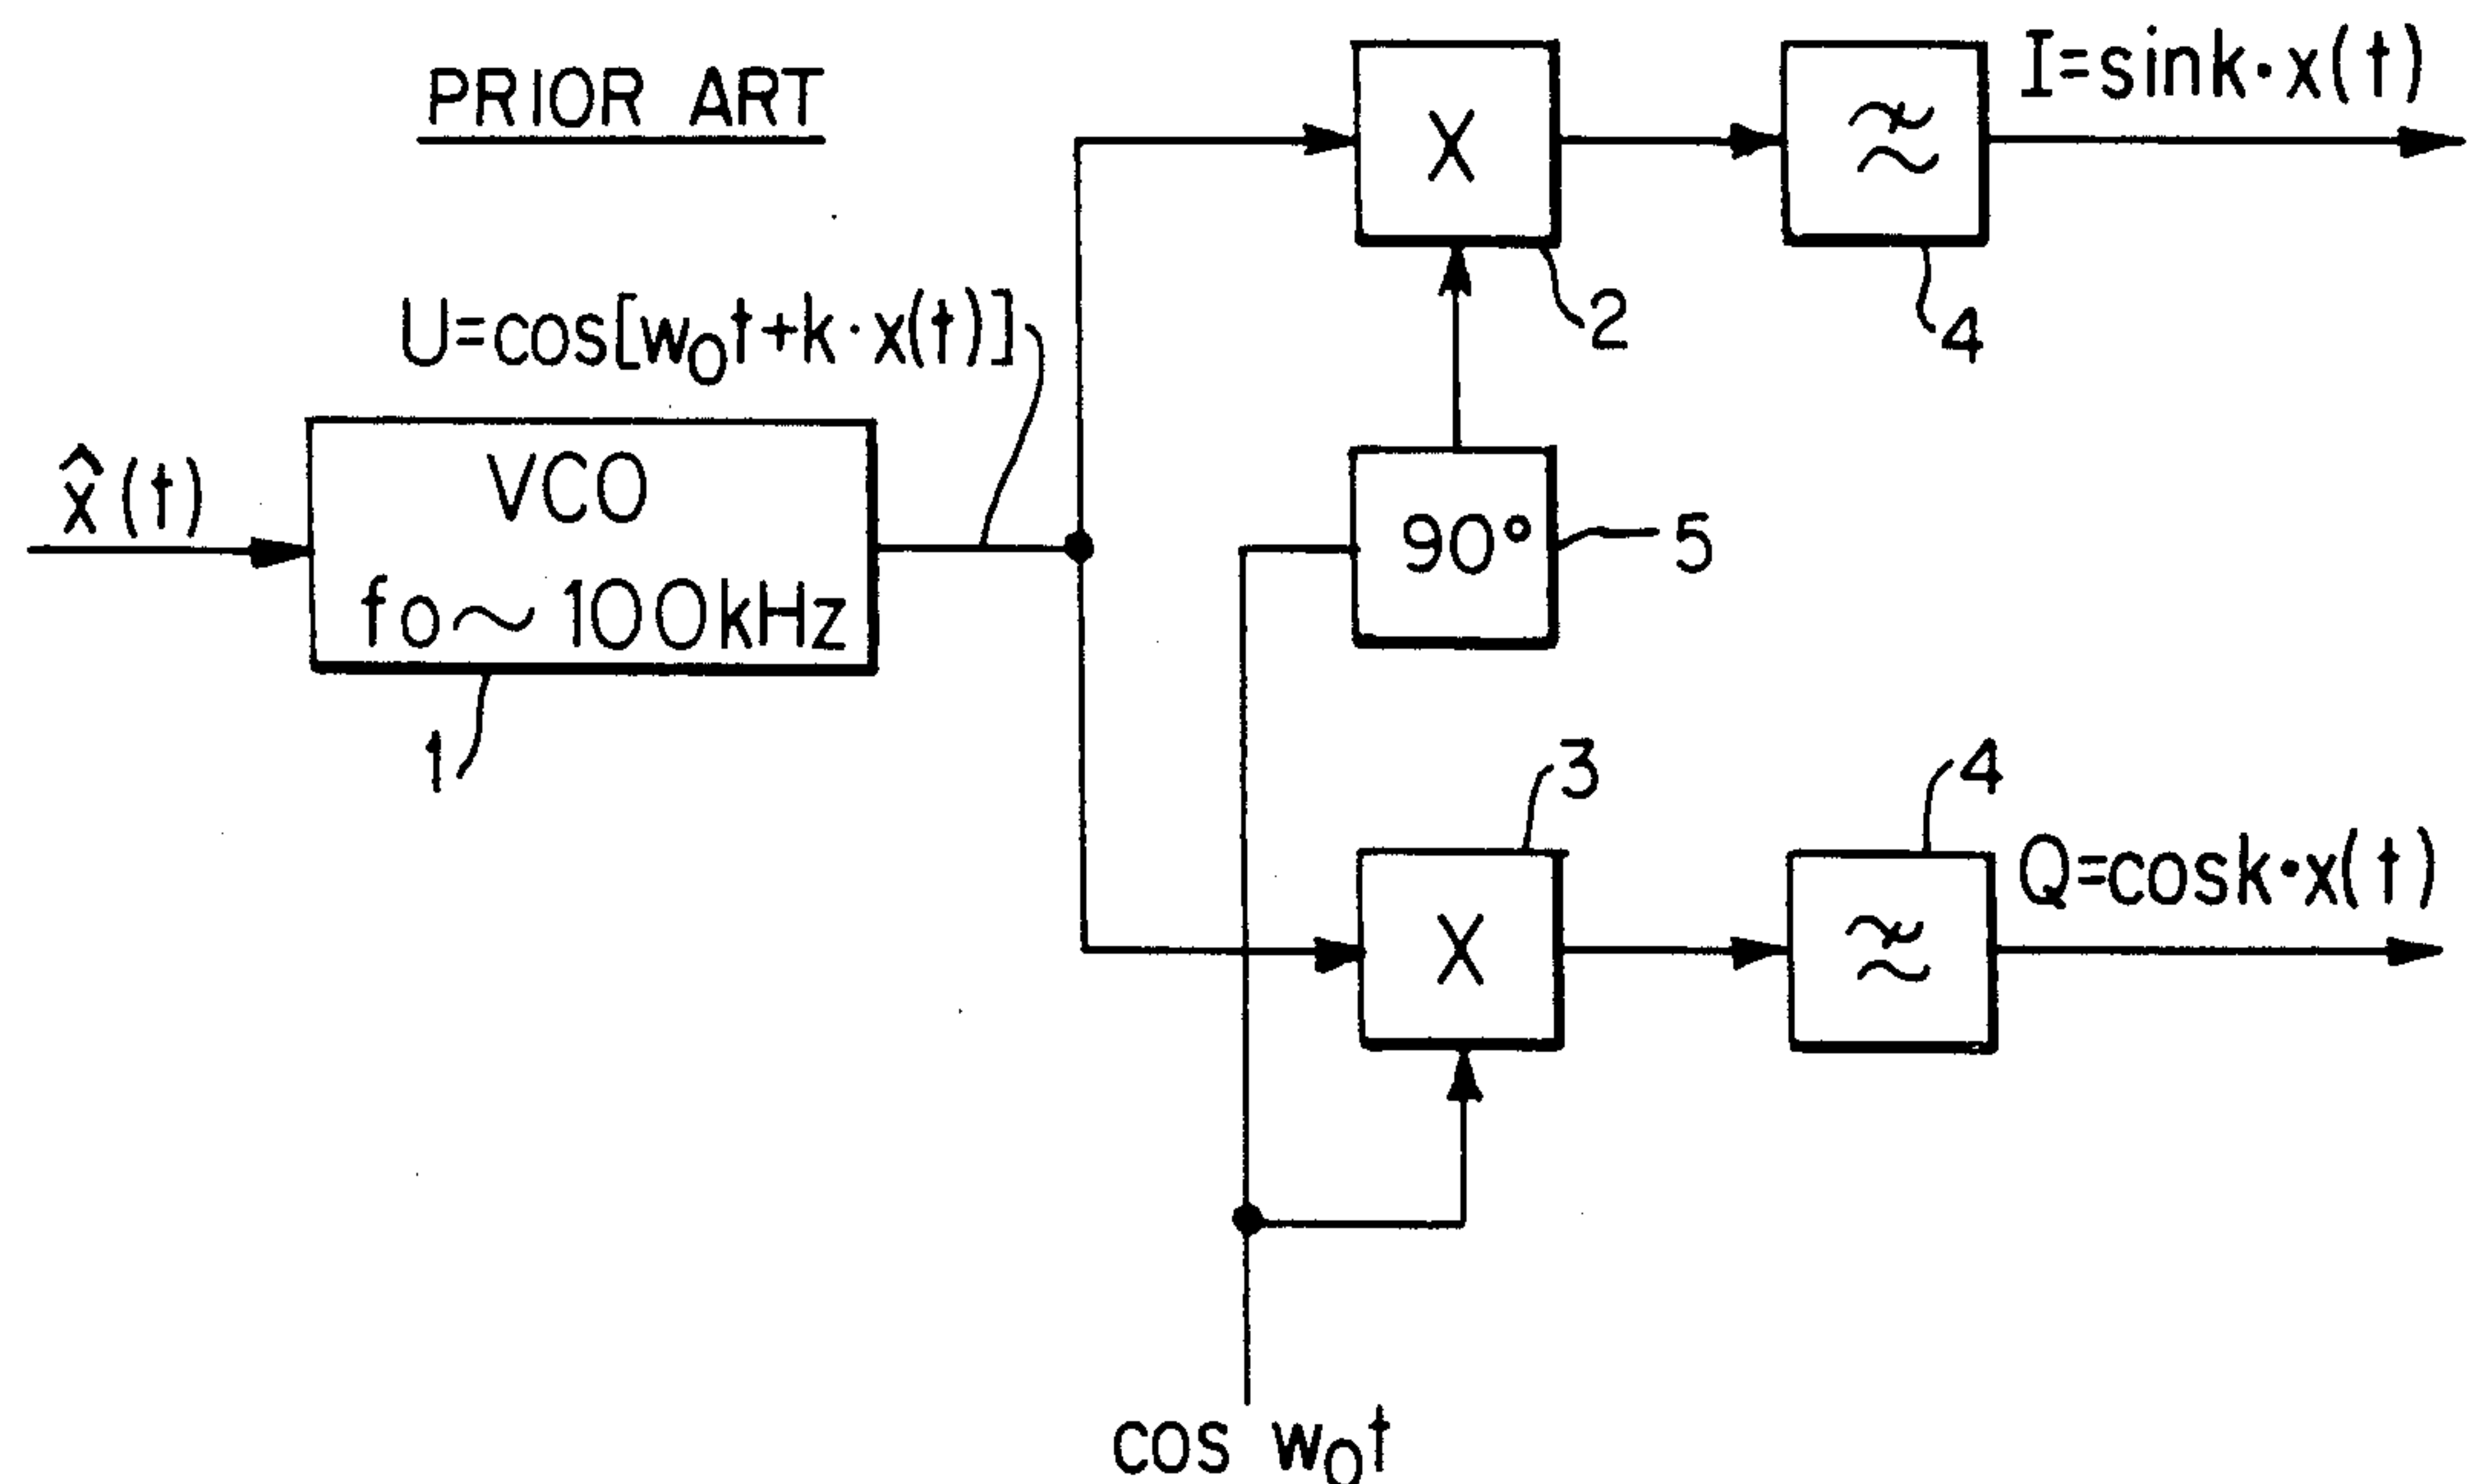 PRIOR ART
I=sink·x(t)
X
≈
2
4
U=cos[w₀t+k·x(t)]
x̂(t)
VCO
fo~100kHz
90°
5
1
3
4
Q=cosk·x(t)
X
≈
cos w₀t